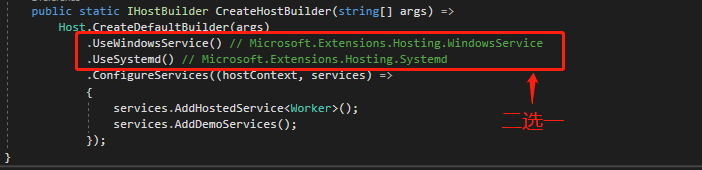 public static IHostBuilder CreateHostBuilder(string[] args) =>
Host.CreateDefaultBuilder(args)
.UseWindowsService() // Microsoft.Extensions.Hosting.WindowsService
.UseSystemd() // Microsoft.Extensions.Hosting.Systemd
.ConfigureServices((hostContext, services) =>
{
services.AddHostedService<Worker>();
services.AddDemoServices();
二选一
});
}